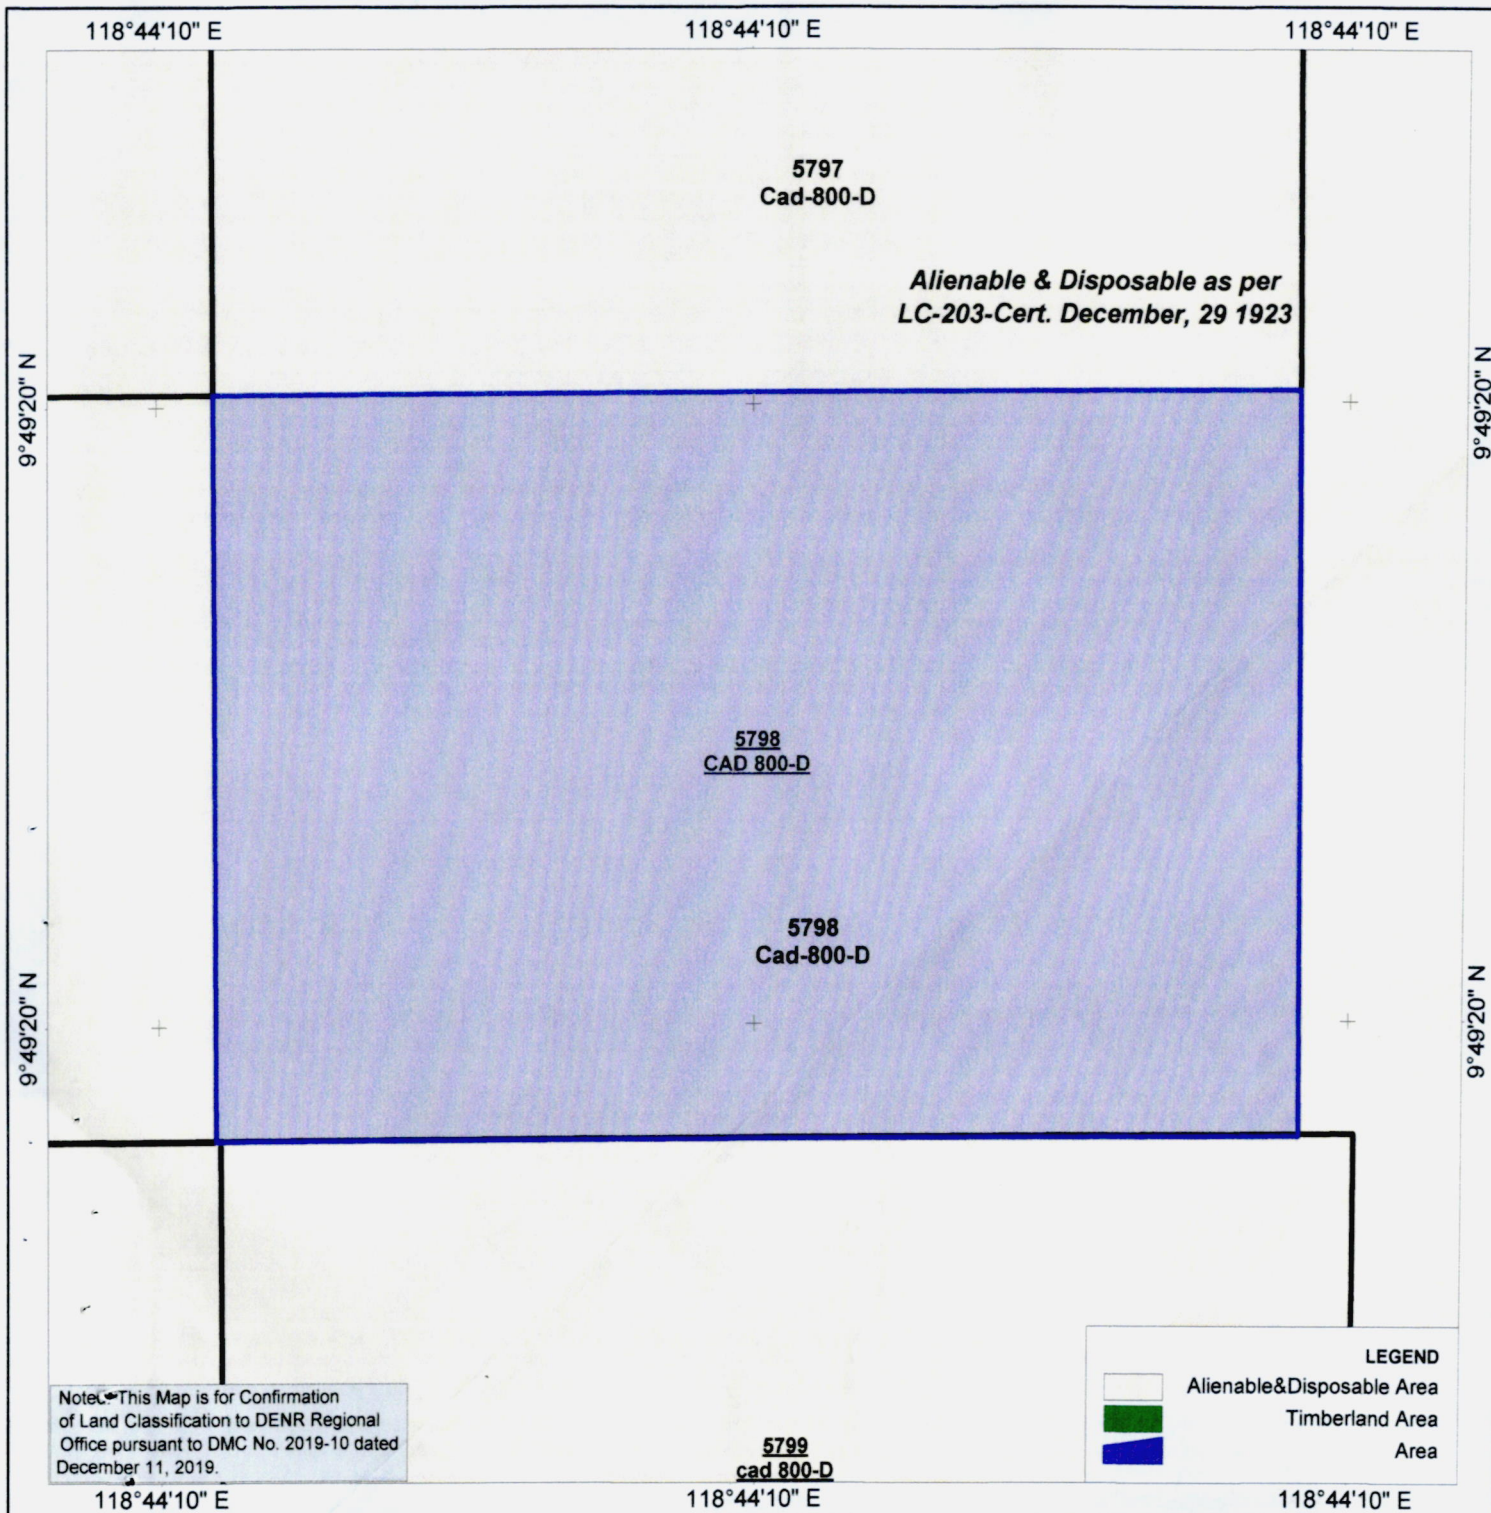 118°44'10" E
118°44'10" E
118°44'10" E
5797
Cad-800-D
Alienable & Disposable as per
LC-203-Cert. December, 29 1923
9°49'20" N
9°49'20" N
5798
CAD 800-D
5798
Cad-800-D
9°49'20" N
9°49'20" N
LEGEND
Alienable&Disposable Area
Timberland Area
Area
Note: This Map is for Confirmation
of Land Classification to DENR Regional
Office pursuant to DMC No. 2019-10 dated
December 11, 2019.
5799
cad 800-D
118°44'10" E
118°44'10" E
118°44'10" E